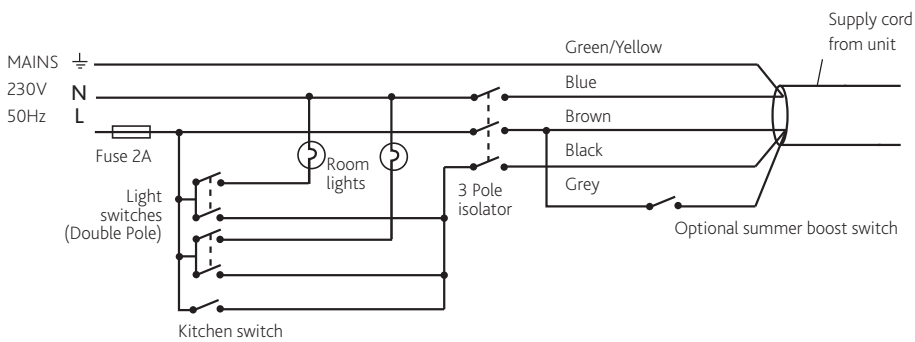 Supply cord
from unit
Green/Yellow
MAINS
Blue
230V N
50Hz L
Brown
Fuse 2A
Black
Room
lights
Grey
3 Pole
isolator
Light
switches
(Double Pole)
Optional summer boost switch
Kitchen switch